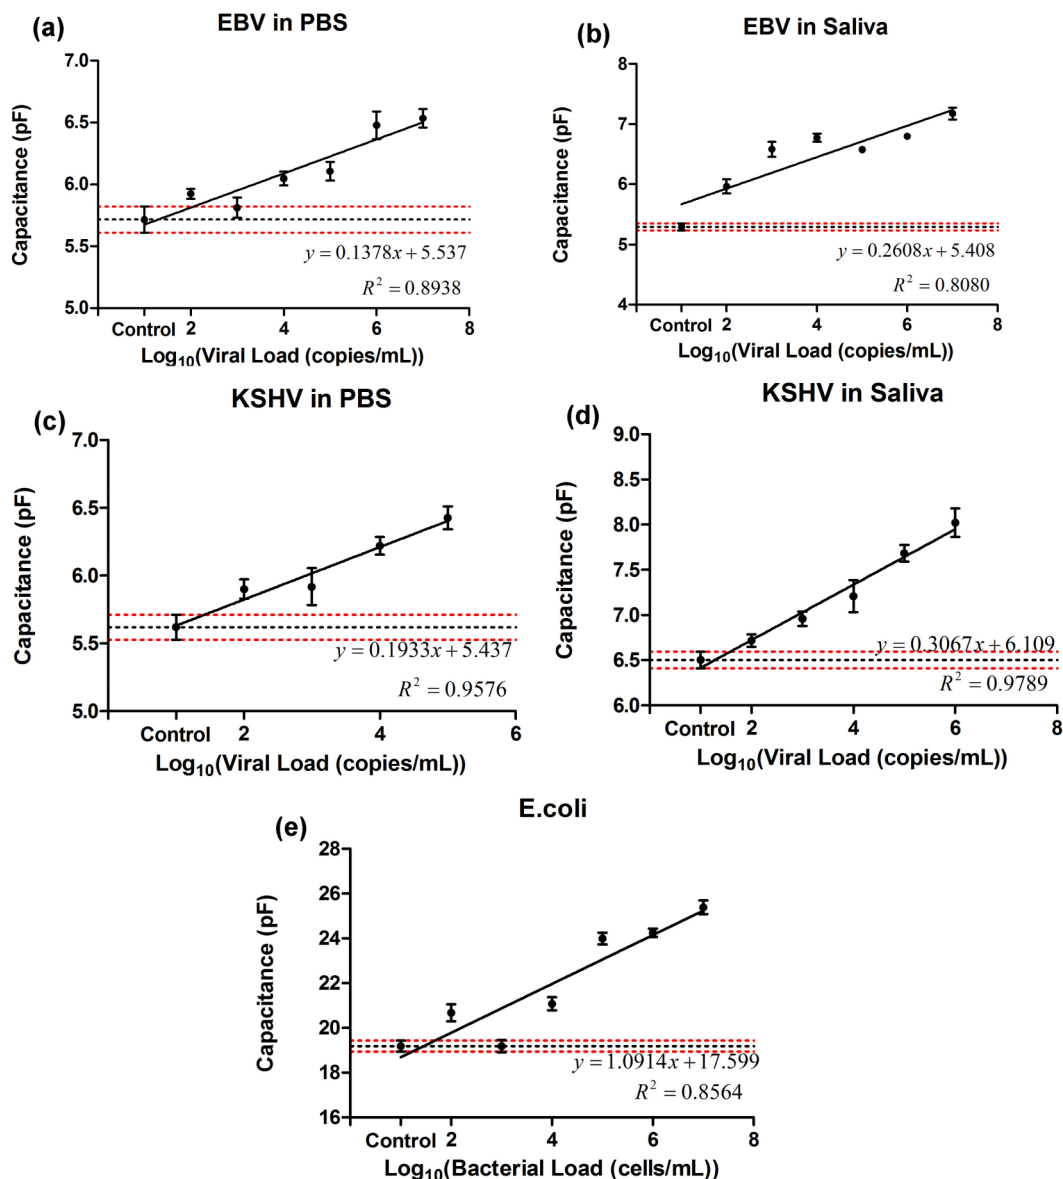 (a)
EBV in PBS
Capacitance (pF)
7.0
6.5
6.0
5.5
5.0
y = 0.1378x + 5.537
R² = 0.8938
Control 2 4 6 8
Log₁₀(Viral Load (copies/mL))
(b)
EBV in Saliva
Capacitance (pF)
8
7
6
5
4
y = 0.2608x + 5.408
R² = 0.8080
Control 2 4 6 8
Log₁₀(Viral Load (copies/mL))
(c)
KSHV in PBS
Capacitance (pF)
7.0
6.5
6.0
5.5
5.0
y = 0.1933x + 5.437
R² = 0.9576
Control 2 4 6
Log₁₀(Viral Load (copies/mL))
(d)
KSHV in Saliva
Capacitance (pF)
9.0
8.5
8.0
7.5
7.0
6.5
6.0
y = 0.3067x + 6.109
R² = 0.9789
Control 2 4 6 8
Log₁₀(Viral Load (copies/mL))
(e)
E.coli
Capacitance (pF)
28
26
24
22
20
18
16
y = 1.0914x + 17.599
R² = 0.8564
Control 2 4 6 8
Log₁₀(Bacterial Load (cells/mL))